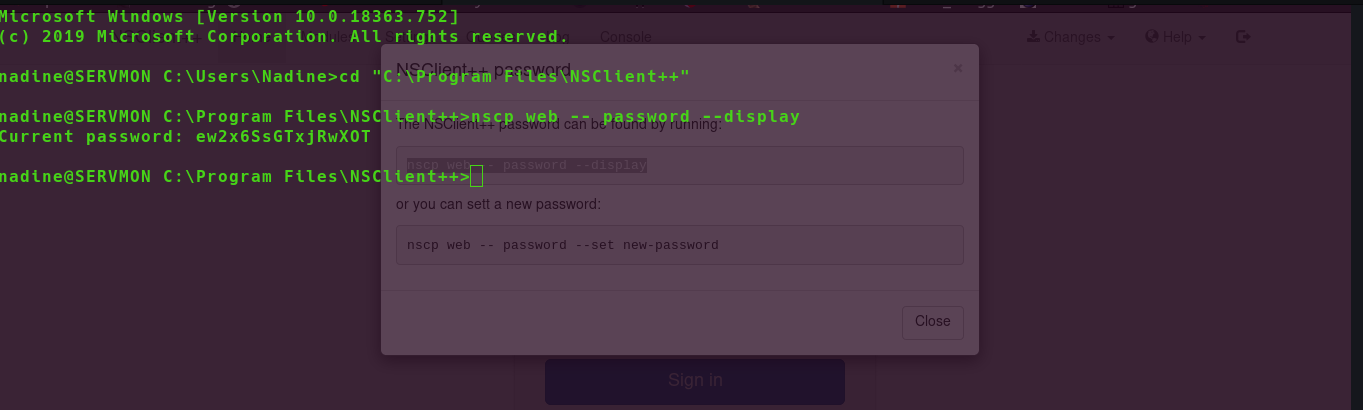 Microsoft Windows [Version 10.0.18363.752]
(c) 2019 Microsoft Corporation. All rights reserved.
Console
Changes
Help
nadine@SERVMON C:\Users\Nadine>cd "C:\Program Files\NSClient++"
NSClient++ password
×
nadine@SERVMON C:\Program Files\NSClient++>nscp web -- password --display
The NSClient++ password can be found by running:
Current password: ew2x6SsGTxjRwXOT
nscp web -- password --display
nadine@SERVMON C:\Program Files\NSClient++>
or you can sett a new password:
nscp web -- password --set new-password
Close
Sign in